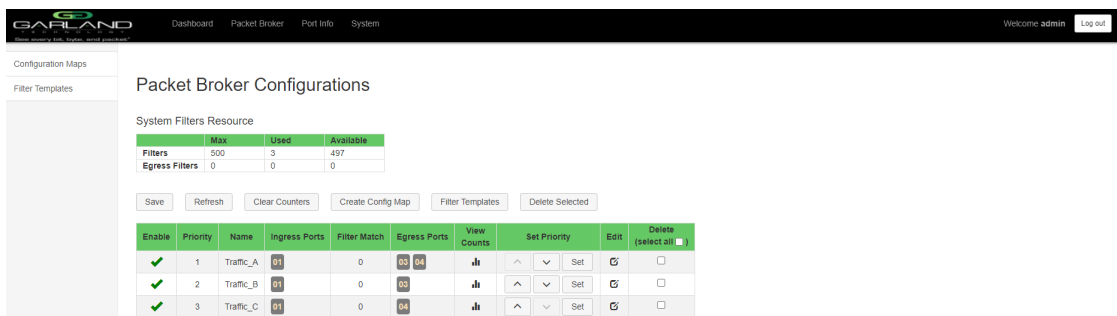 GARLAND Dashboard Packet Broker Port Info System Welcome admin Log out
TECHNOLOGY
See every bit, byte, and packet®
Configuration Maps
Filter Templates
Packet Broker Configurations
System Filters Resource
Max Used Available
Filters 500 3 497
Egress Filters 0 0 0
Save Refresh Clear Counters Create Config Map Filter Templates Delete Selected
Enable Priority Name Ingress Ports Filter Match Egress Ports View Counts Set Priority Edit Delete (select all )
1 Traffic_A 01 0 03 04 Set
2 Traffic_B 01 0 03 Set
3 Traffic_C 01 0 04 Set